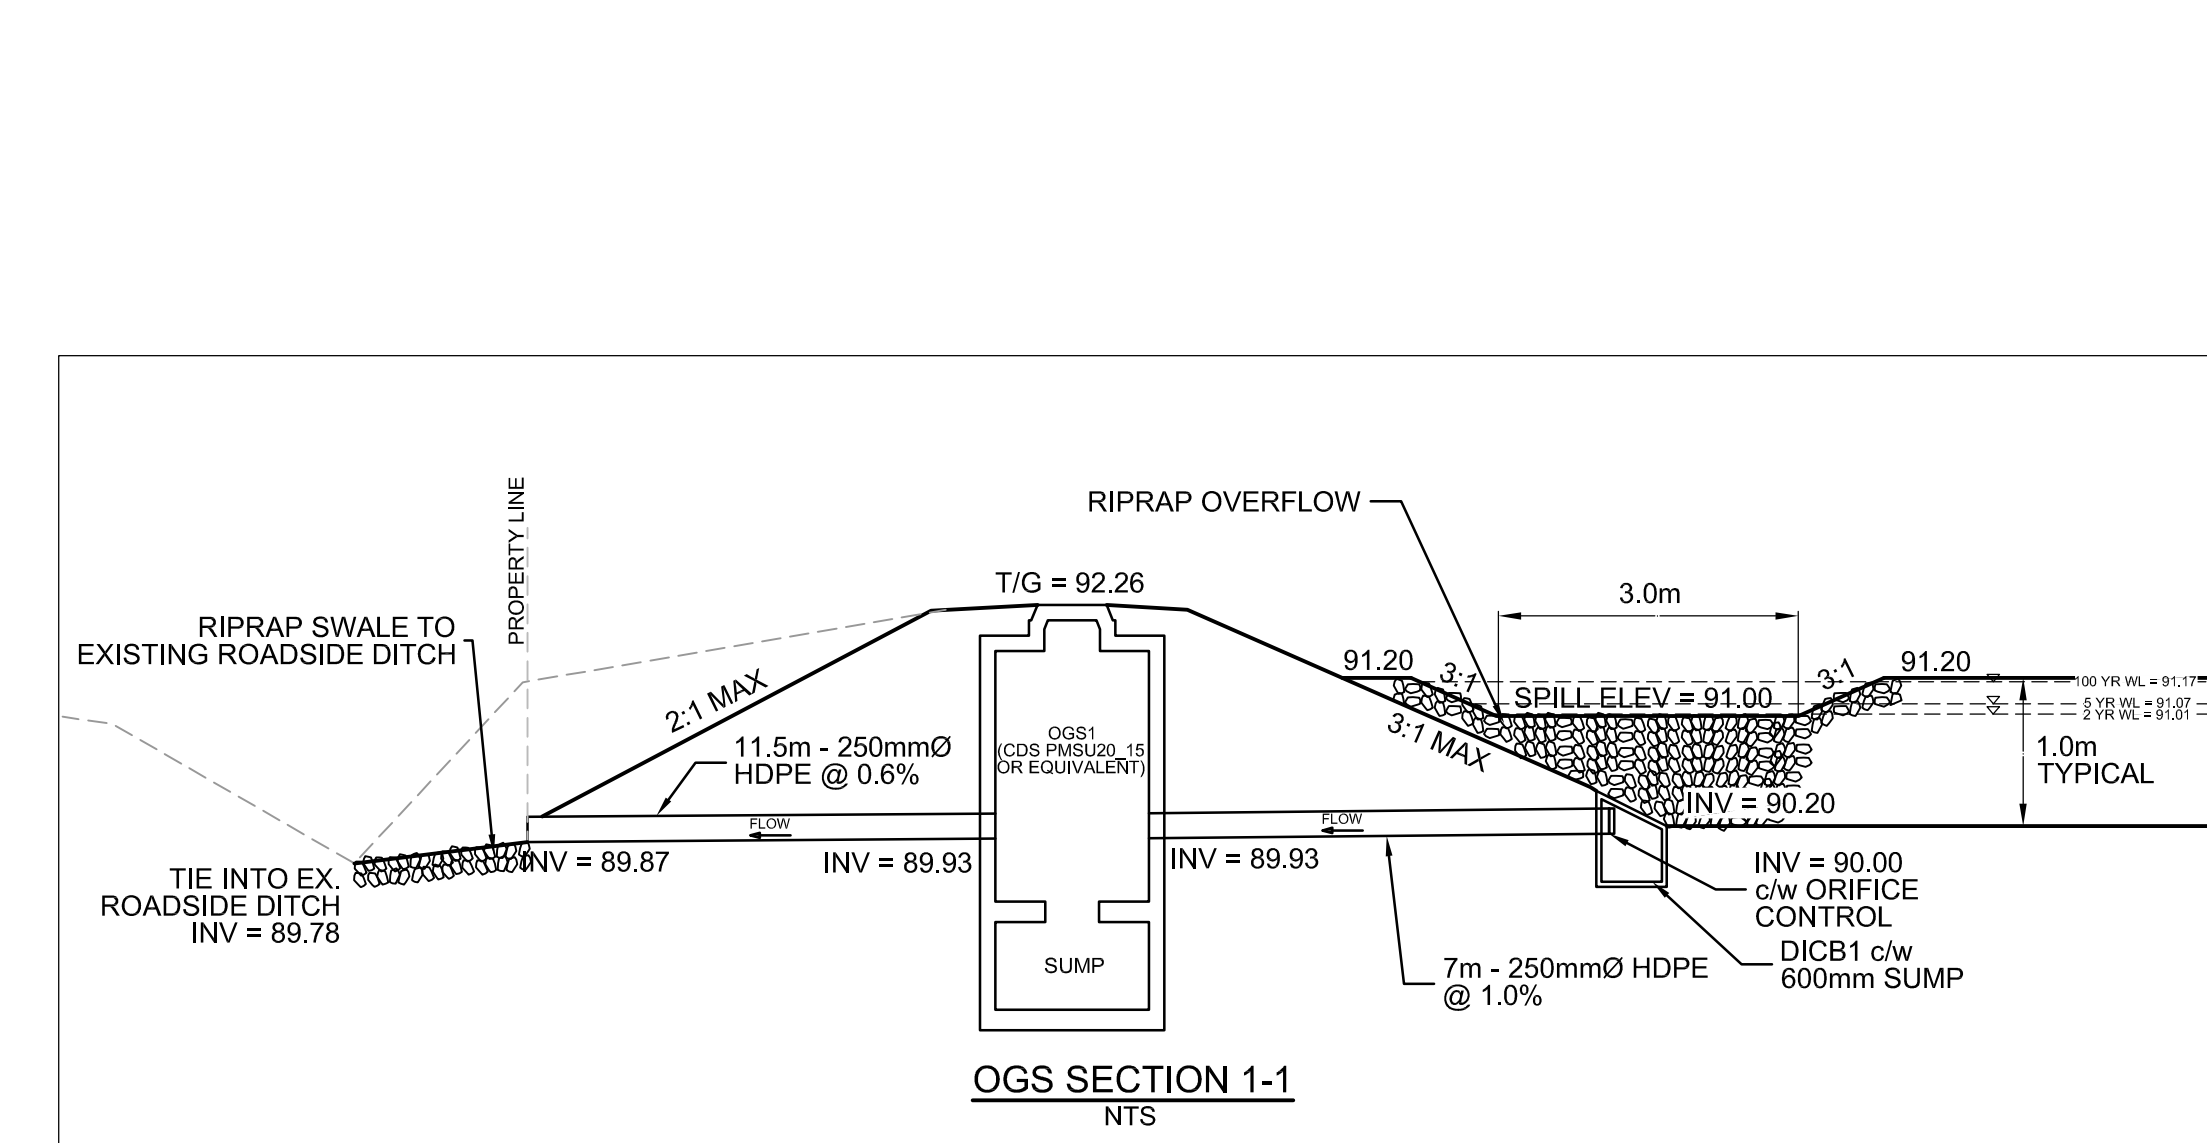 PROPERTY LINE
RIPRAP OVERFLOW
T/G = 92.26
3.0m
RIPRAP SWALE TO
EXISTING ROADSIDE DITCH
2:1 MAX
91.20
3:1
SPILL ELEV = 91.00
3:1
91.20
100 YR WL = 91.17
5 YR WL = 91.07
2 YR WL = 91.01
3:1 MAX
11.5m - 250mmØ
HDPE @ 0.6%
OGS1
(CDS PMSU20_15
OR EQUIVALENT)
1.0m
TYPICAL
INV = 90.20
FLOW
FLOW
INV = 89.87
INV = 89.93
INV = 89.93
INV = 90.00
c/w ORIFICE
CONTROL
TIE INTO EX.
ROADSIDE DITCH
INV = 89.78
DICB1 c/w
600mm SUMP
SUMP
7m - 250mmØ HDPE
@ 1.0%
OGS SECTION 1-1
NTS